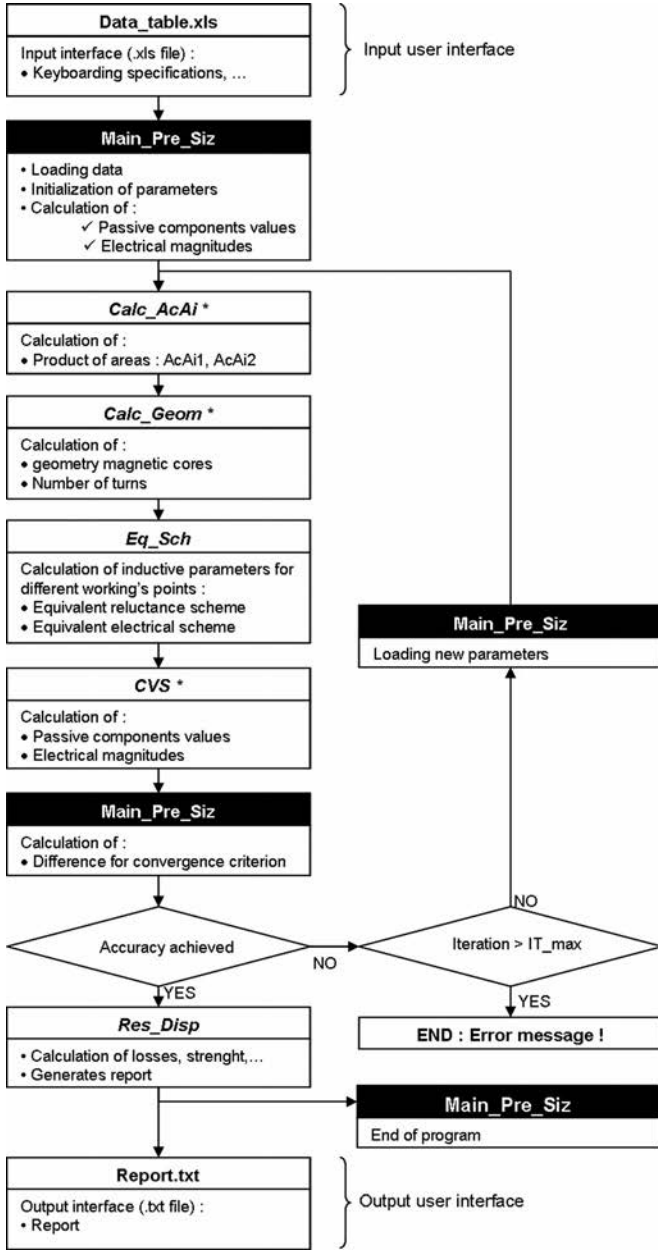 Data_table.xls
Input interface (.xls file) :
• Keyboarding specifications, ...
Input user interface
Main_Pre_Siz
• Loading data
• Initialization of parameters
• Calculation of :
✓ Passive components values
✓ Electrical magnitudes
Calc_AcAi *
Calculation of :
• Product of areas : AcAi1, AcAi2
Calc_Geom *
Calculation of :
• geometry magnetic cores
• Number of turns
Eq_Sch
Calculation of inductive parameters for
different working's points :
• Equivalent reluctance scheme
• Equivalent electrical scheme
Main_Pre_Siz
Loading new parameters
CVS *
Calculation of :
• Passive components values
• Electrical magnitudes
Main_Pre_Siz
Calculation of :
• Difference for convergence criterion
Accuracy achieved
NO
YES
Iteration > IT_max
NO
YES
END : Error message !
Res_Disp
• Calculation of losses, strenght,...
• Generates report
Main_Pre_Siz
End of program
Report.txt
Output interface (.txt file) :
• Report
Output user interface